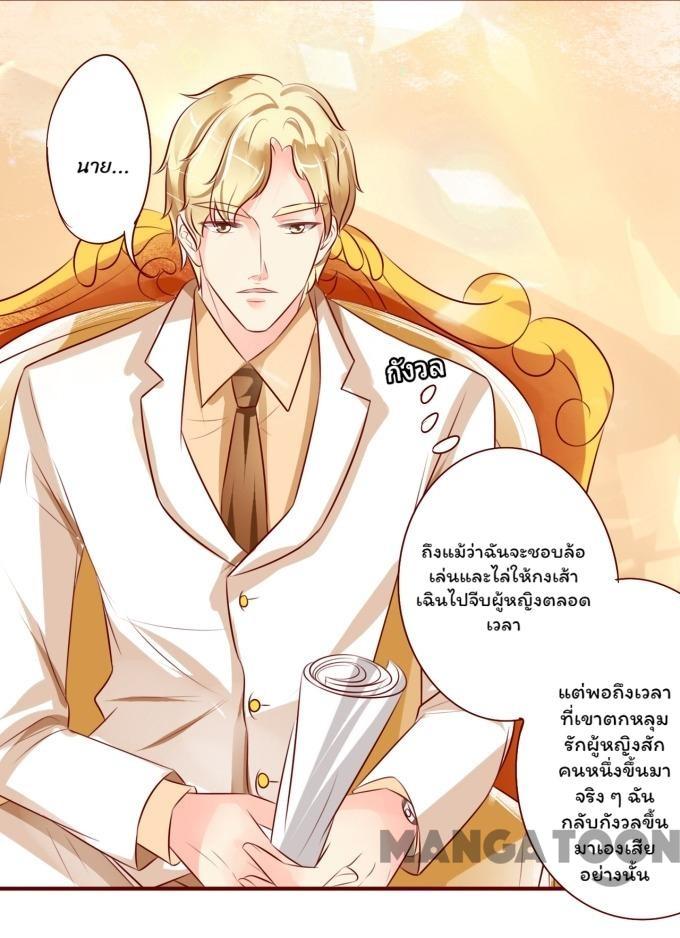 นาย...
กังวล
ถึงแม้ว่าฉันจะชอบล้อ
เล่นและไล่ให้กงเส้า
เฉินไปจีบผู้หญิงตลอด
เวลา
แต่พอถึงเวลา
ที่เขาตกหลุม
รักผู้หญิงสัก
คนหนึ่งขึ้นมา
จริง ๆ ฉัน
กลับกังวลขึ้น
มาเองเสีย
อย่างนั้น
MANGATOON